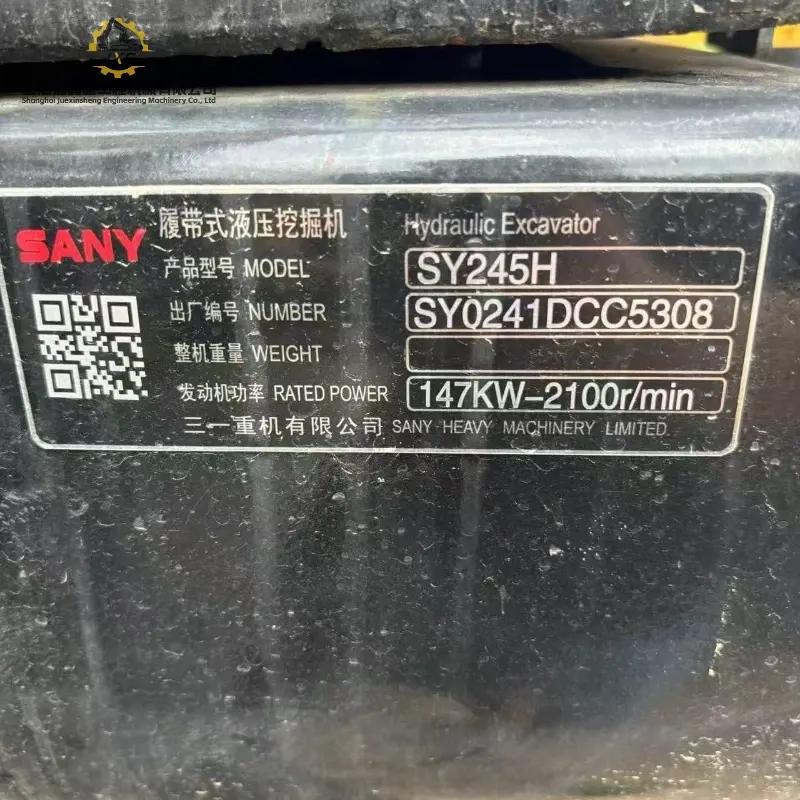 Shanghai Juexinsheng Engineering Machinery Co., Ltd
SANY
履带式液压挖掘机 Hydraulic Excavator
产品型号 MODEL SY245H
出厂编号 NUMBER SY0241DCC5308
整机重量 WEIGHT
发动机功率 RATED POWER 147KW-2100r/min
三一重机有限公司 SANY HEAVY MACHINERY LIMITED